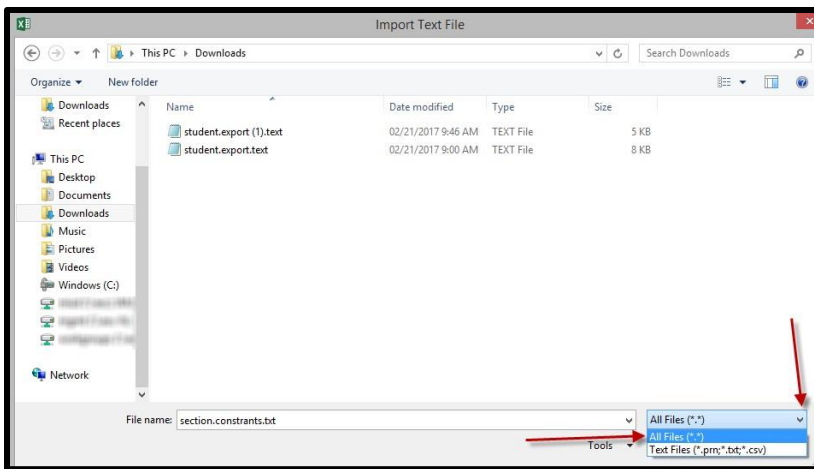 Import Text File
This PC Downloads
Search Downloads
Organize
New folder
Downloads
Recent places
This PC
Desktop
Documents
Downloads
Music
Pictures
Videos
Windows (C:)
Network
Name Date modified Type Size
student.export (1).text 02/21/2017 9:46 AM TEXT File 5 KB
student.export.text 02/21/2017 9:00 AM TEXT File 8 KB
File name: section.constrants.txt All Files (*.*)
All Files (*.*)
Tools Text Files (*.prn;*.txt;*.csv)